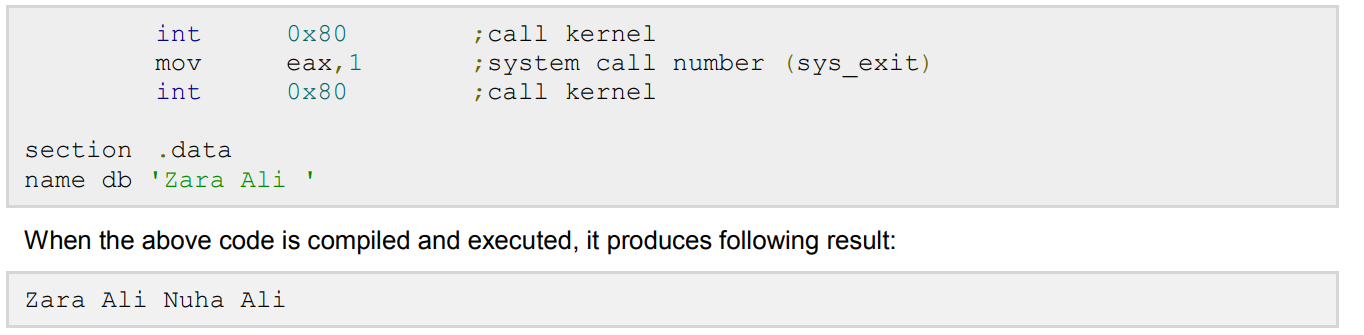 int 0x80 ;call kernel
mov eax,1 ;system call number (sys_exit)
int 0x80 ;call kernel
section .data
name db 'Zara Ali '
When the above code is compiled and executed, it produces following result:
Zara Ali Nuha Ali